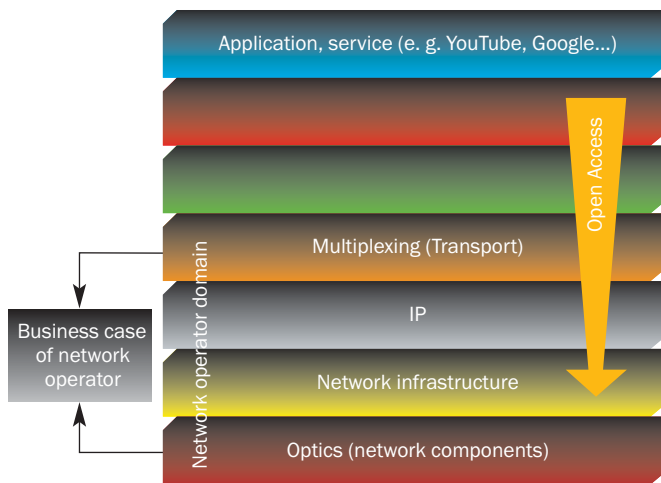 Application, service (e. g. YouTube, Google...)
Open Access
Multiplexing (Transport)
Network operator domain
IP
Business case
of network
operator
Network infrastructure
Optics (network components)